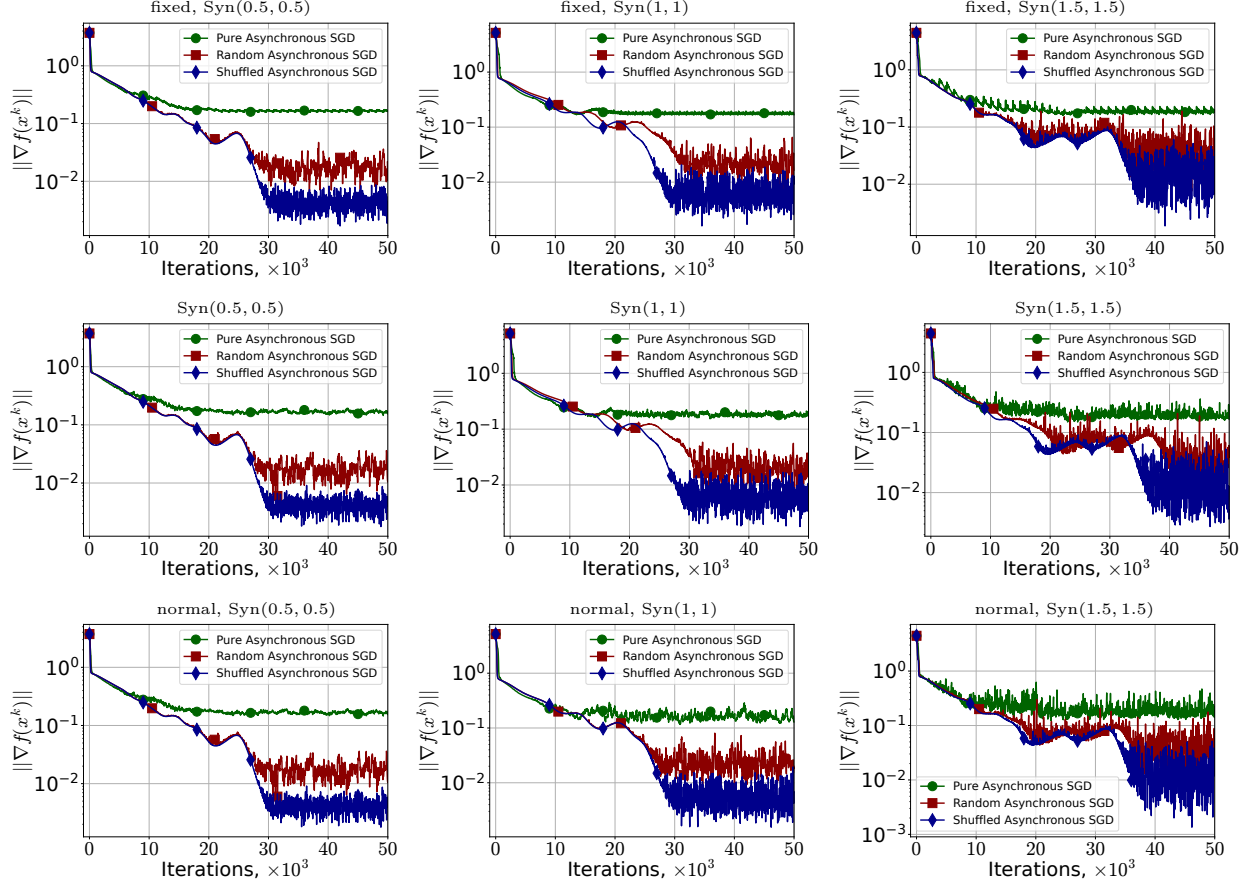 fixed, Syn(0.5, 0.5)
||∇f(x^k)||
10^0
10^−1
10^−2
Pure Asynchronous SGD
Random Asynchronous SGD
Shuffled Asynchronous SGD
0 10 20 30 40 50
Iterations, ×10^3
fixed, Syn(1, 1)
||∇f(x^k)||
10^0
10^−1
10^−2
Pure Asynchronous SGD
Random Asynchronous SGD
Shuffled Asynchronous SGD
0 10 20 30 40 50
Iterations, ×10^3
fixed, Syn(1.5, 1.5)
||∇f(x^k)||
10^0
10^−1
10^−2
Pure Asynchronous SGD
Random Asynchronous SGD
Shuffled Asynchronous SGD
0 10 20 30 40 50
Iterations, ×10^3
Syn(0.5, 0.5)
||∇f(x^k)||
10^0
10^−1
10^−2
Pure Asynchronous SGD
Random Asynchronous SGD
Shuffled Asynchronous SGD
0 10 20 30 40 50
Iterations, ×10^3
Syn(1, 1)
||∇f(x^k)||
10^0
10^−1
10^−2
Pure Asynchronous SGD
Random Asynchronous SGD
Shuffled Asynchronous SGD
0 10 20 30 40 50
Iterations, ×10^3
Syn(1.5, 1.5)
||∇f(x^k)||
10^0
10^−1
10^−2
Pure Asynchronous SGD
Random Asynchronous SGD
Shuffled Asynchronous SGD
0 10 20 30 40 50
Iterations, ×10^3
normal, Syn(0.5, 0.5)
||∇f(x^k)||
10^0
10^−1
10^−2
Pure Asynchronous SGD
Random Asynchronous SGD
Shuffled Asynchronous SGD
0 10 20 30 40 50
Iterations, ×10^3
normal, Syn(1, 1)
||∇f(x^k)||
10^0
10^−1
10^−2
Pure Asynchronous SGD
Random Asynchronous SGD
Shuffled Asynchronous SGD
0 10 20 30 40 50
Iterations, ×10^3
normal, Syn(1.5, 1.5)
||∇f(x^k)||
10^0
10^−1
10^−2
10^−3
Pure Asynchronous SGD
Random Asynchronous SGD
Shuffled Asynchronous SGD
0 10 20 30 40 50
Iterations, ×10^3